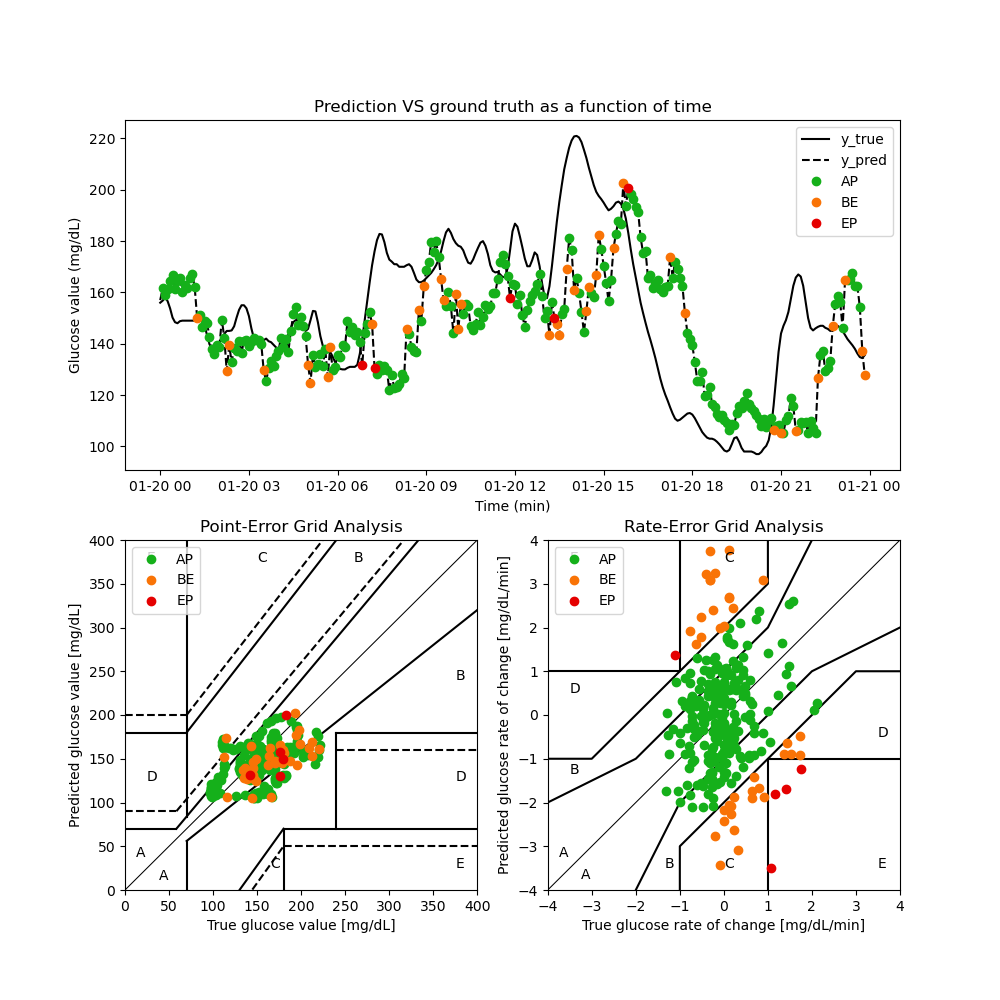 Prediction VS ground truth as a function of time
Glucose value (mg/dL)
220
200
180
160
140
120
100
y_true
y_pred
AP
BE
EP
01-20 00 01-20 03 01-20 06 01-20 09 01-20 12 01-20 15 01-20 18 01-20 21 01-21 00
Time (min)
Point-Error Grid Analysis
Predicted glucose value [mg/dL]
400
350
300
250
200
150
100
50
0
AP
BE
EP
C
B
B
D
D
A
A
C
E
0 50 100 150 200 250 300 350 400
True glucose value [mg/dL]
Rate-Error Grid Analysis
Predicted glucose rate of change [mg/dL/min]
4
3
2
1
0
−1
−2
−3
−4
AP
BE
EP
C
D
D
B
A
A
B
C
E
−4 −3 −2 −1 0 1 2 3 4
True glucose rate of change [mg/dL/min]